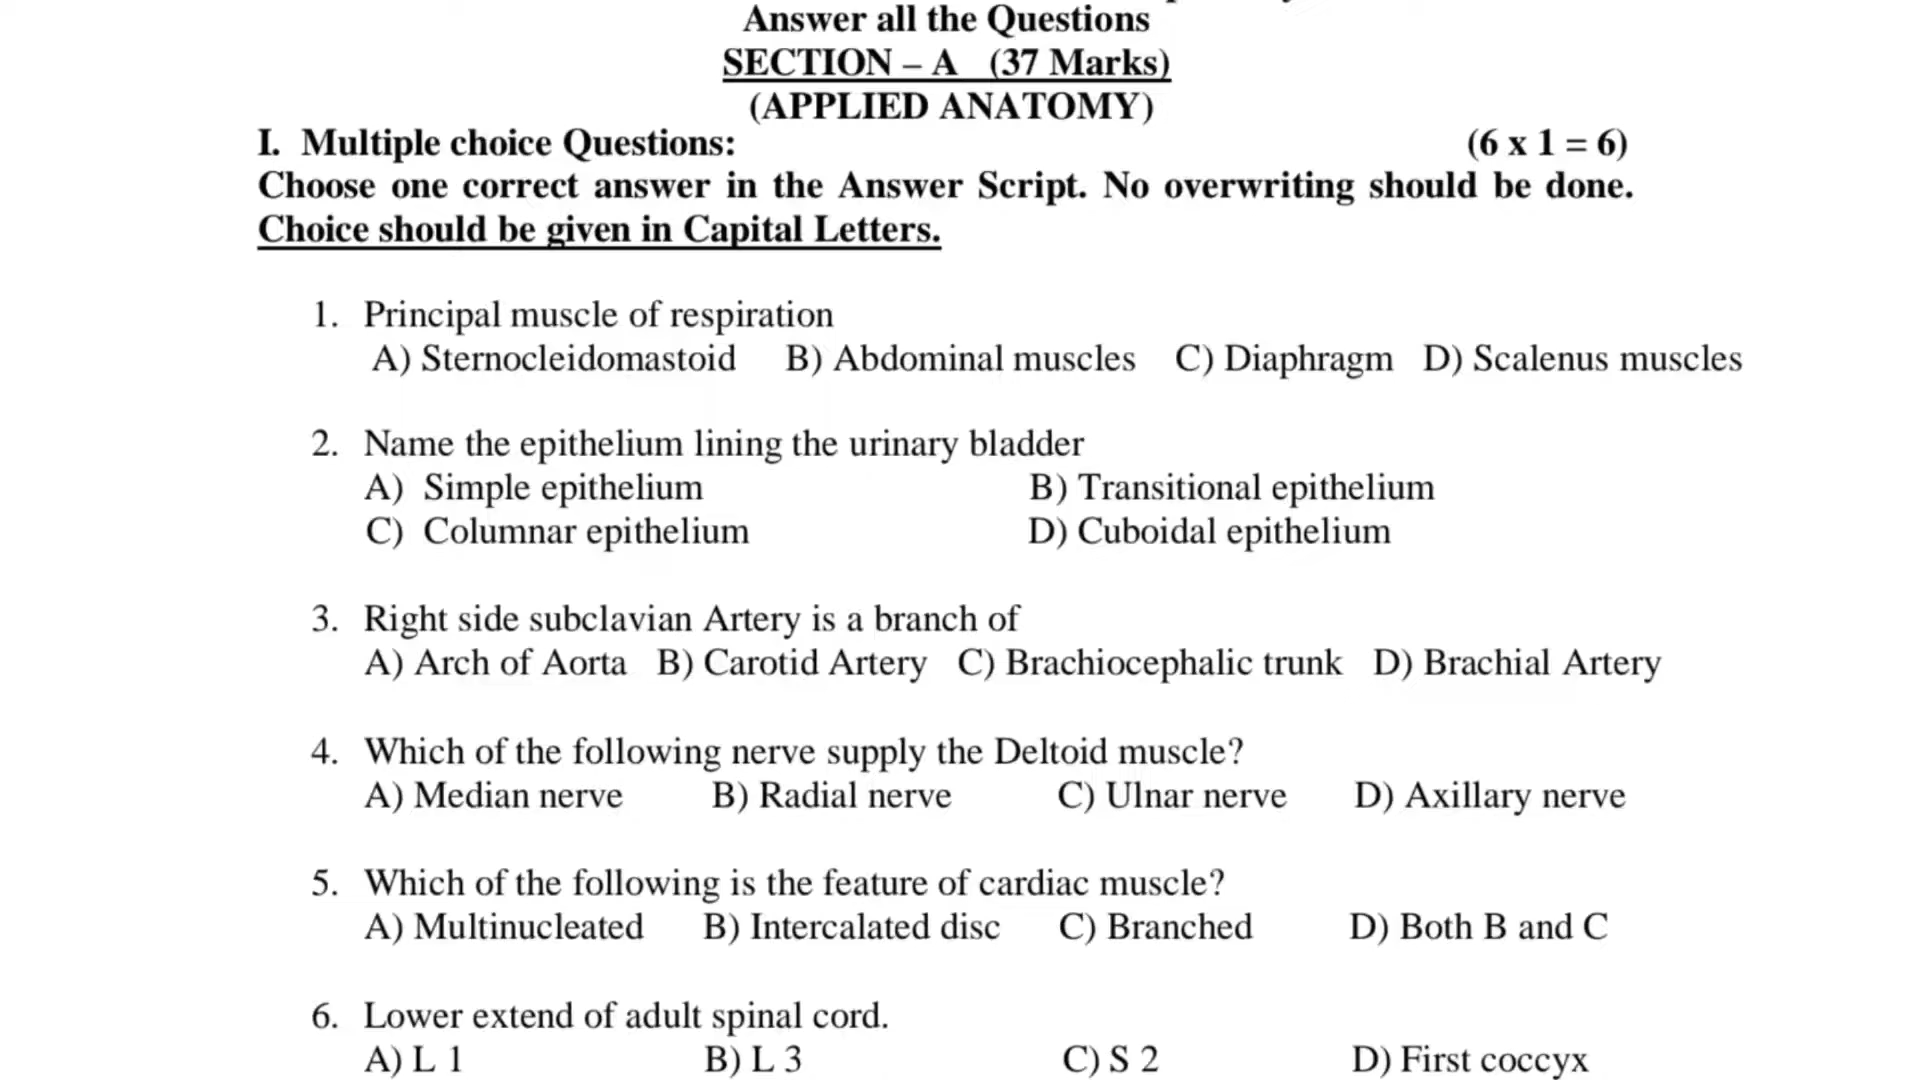 Answer all the Questions
SECTION – A (37 Marks)
(APPLIED ANATOMY)
I. Multiple choice Questions: (6 x 1 = 6)
Choose one correct answer in the Answer Script. No overwriting should be done.
Choice should be given in Capital Letters.
1. Principal muscle of respiration
A) Sternocleidomastoid B) Abdominal muscles C) Diaphragm D) Scalenus muscles
2. Name the epithelium lining the urinary bladder
A) Simple epithelium B) Transitional epithelium
C) Columnar epithelium D) Cuboidal epithelium
3. Right side subclavian Artery is a branch of
A) Arch of Aorta B) Carotid Artery C) Brachiocephalic trunk D) Brachial Artery
4. Which of the following nerve supply the Deltoid muscle?
A) Median nerve B) Radial nerve C) Ulnar nerve D) Axillary nerve
5. Which of the following is the feature of cardiac muscle?
A) Multinucleated B) Intercalated disc C) Branched D) Both B and C
6. Lower extend of adult spinal cord.
A) L 1 B) L 3 C) S 2 D) First coccyx